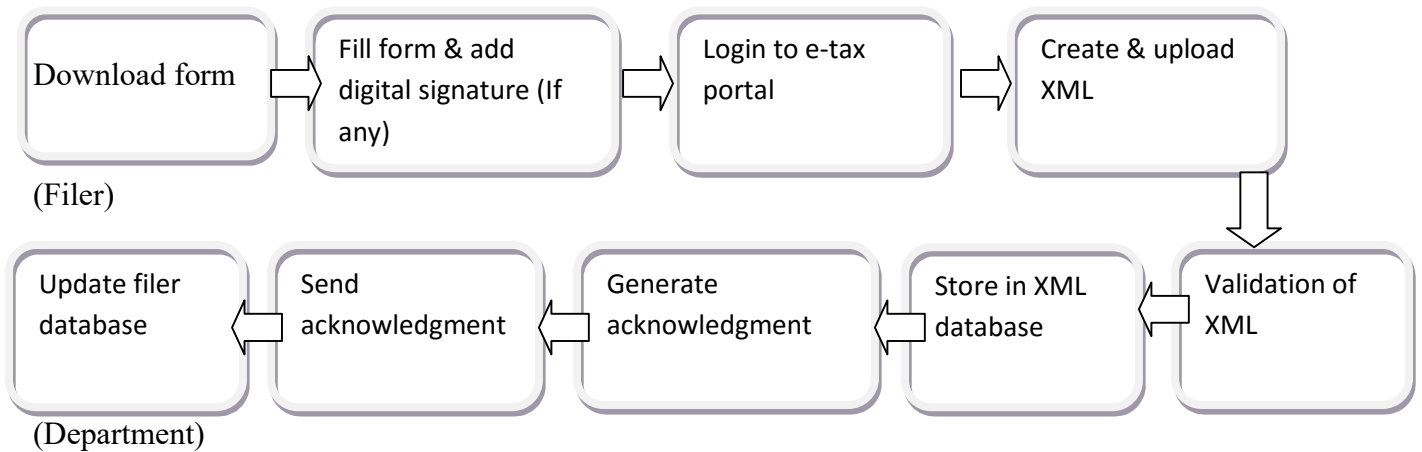 Download form
Fill form & add
digital signature (If
any)
Login to e-tax
portal
Create & upload
XML
(Filer)
Update filer
database
Send
acknowledgment
Generate
acknowledgment
Store in XML
database
Validation of
XML
(Department)